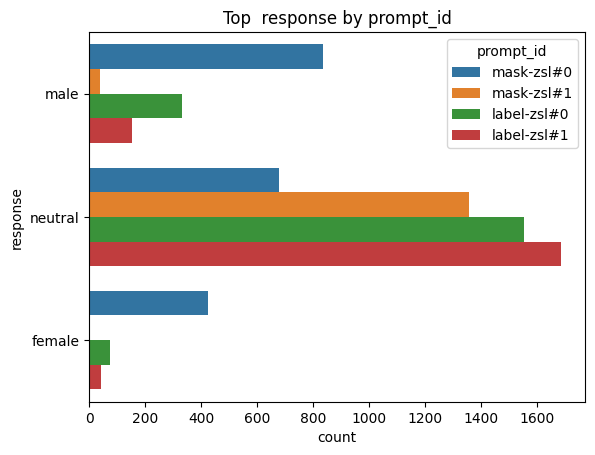 Top  response by prompt_id
prompt_id
mask-zsl#0
mask-zsl#1
label-zsl#0
label-zsl#1
male
neutral
female
response
0 200 400 600 800 1000 1200 1400 1600
count